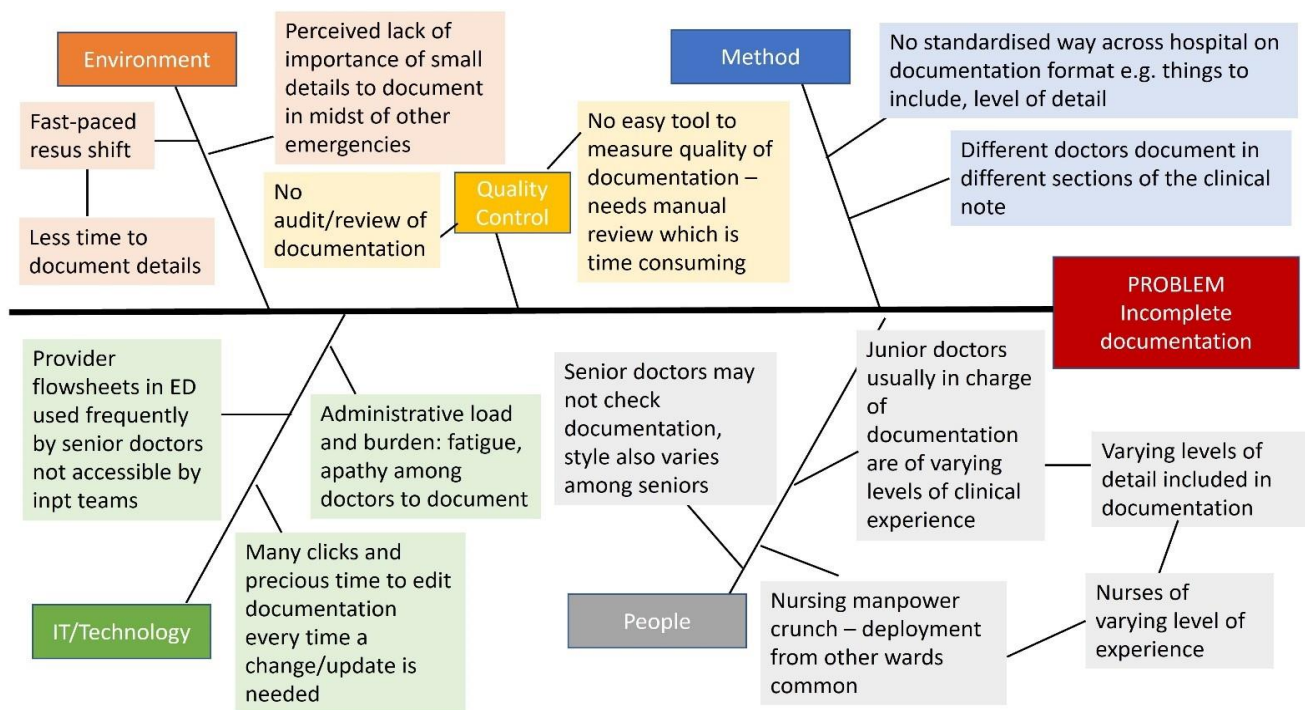 Environment
Perceived lack of
importance of small
details to document
in midst of other
emergencies
Fast-paced
resus shift
Less time to
document details
No
audit/review of
documentation
Quality
Control
No easy tool to
measure quality of
documentation –
needs manual
review which is
time consuming
Method
No standardised way across hospital on
documentation format e.g. things to
include, level of detail
Different doctors document in
different sections of the clinical
note
PROBLEM
Incomplete
documentation
Provider
flowsheets in ED
used frequently
by senior doctors
not accessible by
inpt teams
Administrative load
and burden: fatigue,
apathy among
doctors to document
Many clicks and
precious time to edit
documentation
every time a
change/update is
needed
IT/Technology
Senior doctors may
not check
documentation,
style also varies
among seniors
Junior doctors
usually in charge
of
documentation
are of varying
levels of clinical
experience
Varying levels of
detail included in
documentation
Nurses of
varying level of
experience
Nursing manpower
crunch – deployment
from other wards
common
People